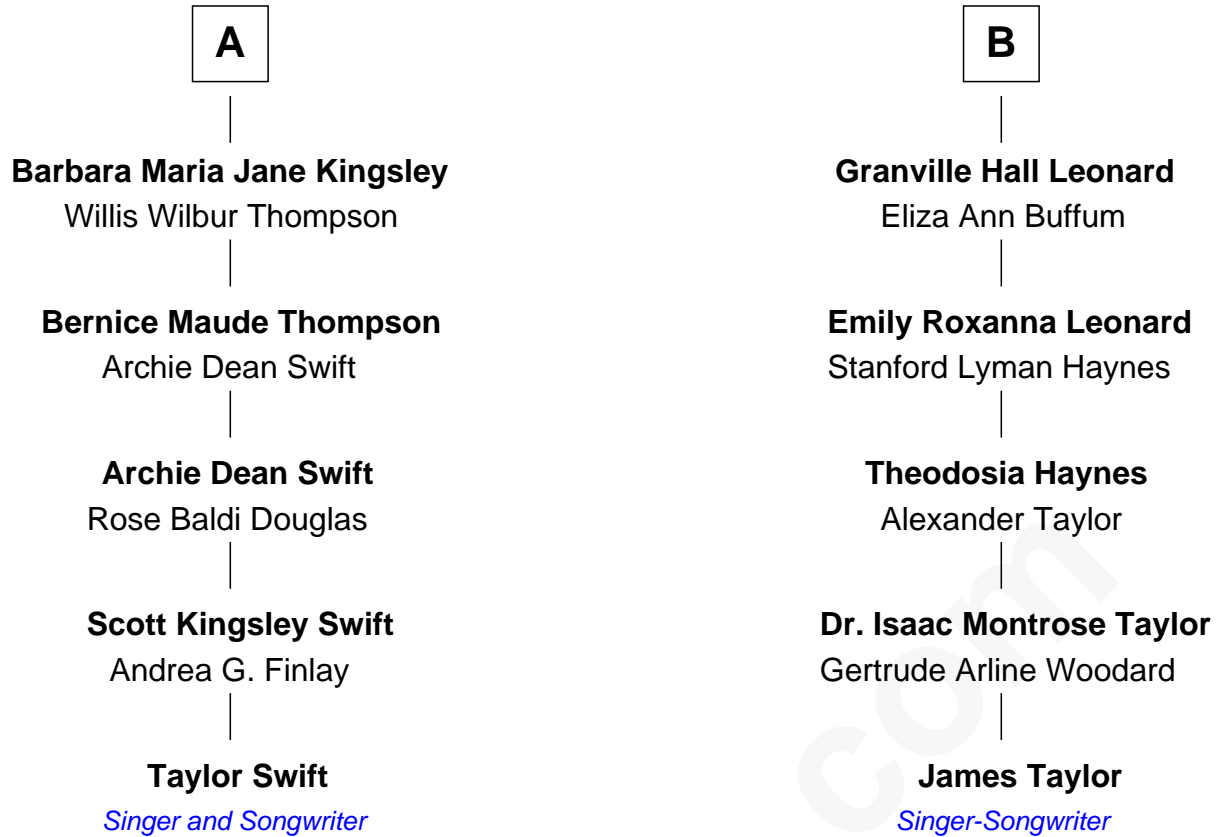 A
Barbara Maria Jane Kingsley
Willis Wilbur Thompson
Bernice Maude Thompson
Archie Dean Swift
Archie Dean Swift
Rose Baldi Douglas
Scott Kingsley Swift
Andrea G. Finlay
Taylor Swift
Singer and Songwriter
B
Granville Hall Leonard
Eliza Ann Buffum
Emily Roxanna Leonard
Stanford Lyman Haynes
Theodosia Haynes
Alexander Taylor
Dr. Isaac Montrose Taylor
Gertrude Arline Woodard
James Taylor
Singer-Songwriter
com